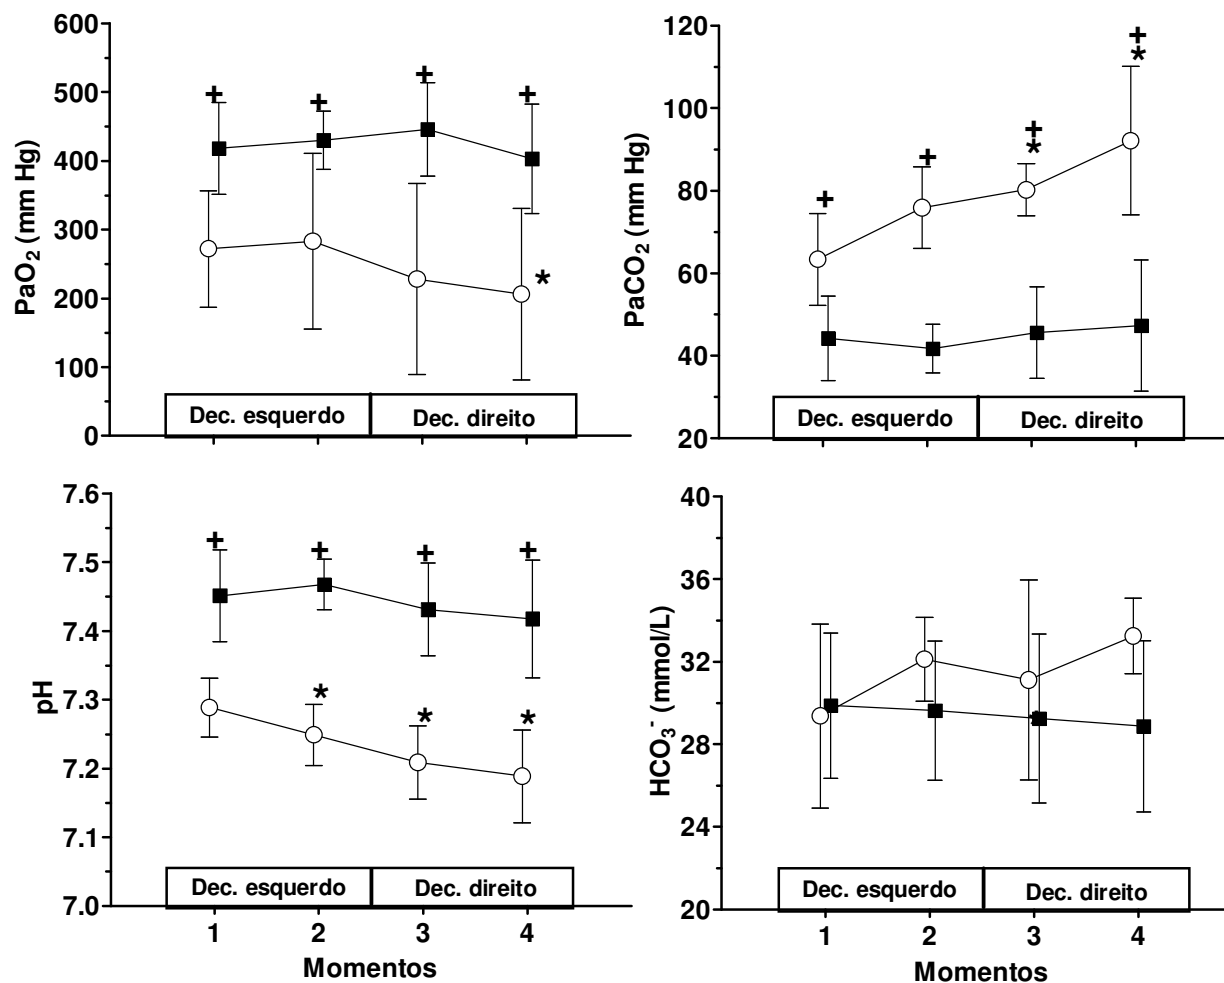 600
500
400
300
200
100
0
PaO₂ (mm Hg)
+
+
+
+
*
Dec. esquerdo
Dec. direito
120
100
80
60
40
20
PaCO₂ (mm Hg)
+
+
+
*
+
*
Dec. esquerdo
Dec. direito
7.6
7.5
7.4
7.3
7.2
7.1
7.0
pH
+
+
+
+
*
*
*
Dec. esquerdo
Dec. direito
1 2 3 4
Momentos
40
36
32
28
24
20
HCO₃⁻ (mmol/L)
Dec. esquerdo
Dec. direito
1 2 3 4
Momentos